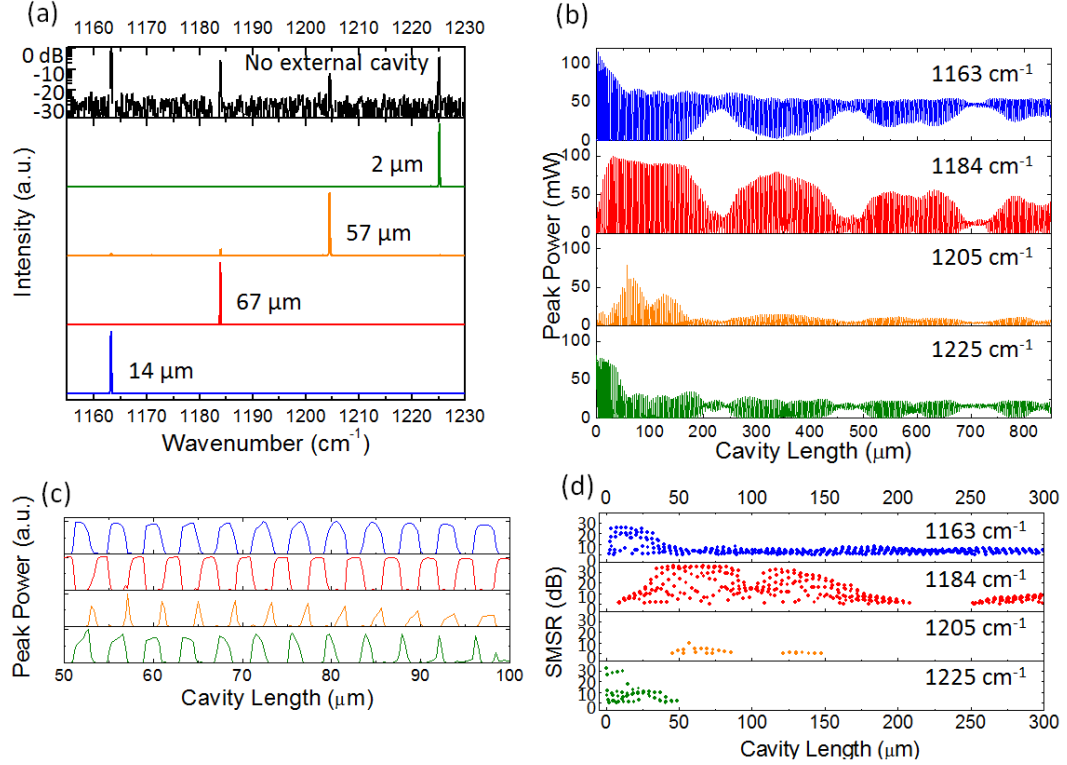 (a)
1160 1170 1180 1190 1200 1210 1220 1230
0 dB
-10
-20
-30
No external cavity
2 μm
57 μm
67 μm
14 μm
Intensity (a.u.)
1160 1170 1180 1190 1200 1210 1220 1230
Wavenumber (cm⁻¹)
(b)
100
50
0
1163 cm⁻¹
100
50
0
1184 cm⁻¹
100
50
0
1205 cm⁻¹
100
50
0
1225 cm⁻¹
Peak Power (mW)
0 100 200 300 400 500 600 700 800
Cavity Length (μm)
(c)
Peak Power (a.u.)
50 60 70 80 90 100
Cavity Length (μm)
(d)
0 50 100 150 200 250 300
30
20
10
0
1163 cm⁻¹
30
20
10
0
1184 cm⁻¹
30
20
10
0
1205 cm⁻¹
30
20
10
0
1225 cm⁻¹
SMSR (dB)
0 50 100 150 200 250 300
Cavity Length (μm)